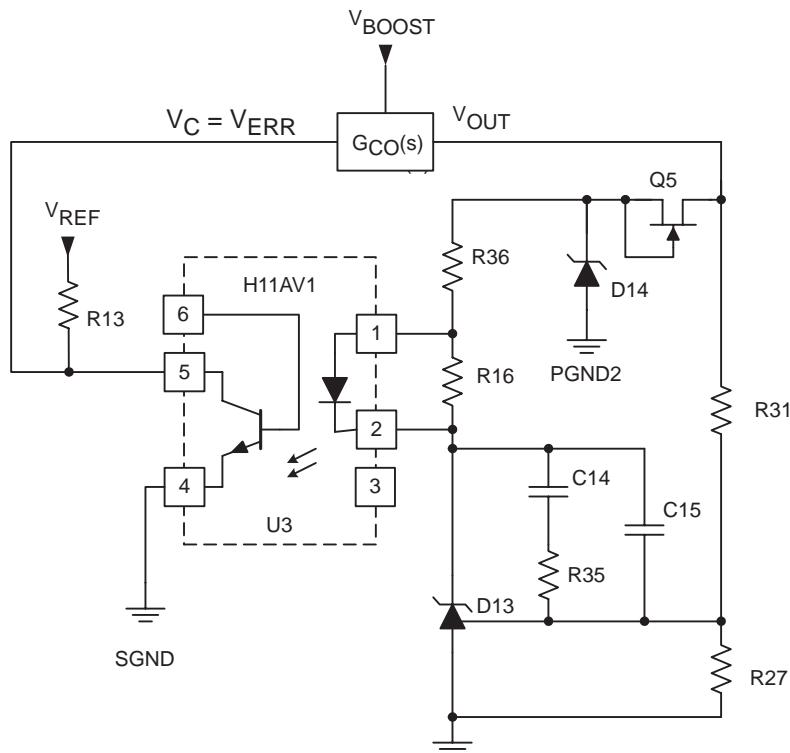 VBOOST
VC = VERR
GCO(s)
VOUT
Q5
VREF
R36
H11AV1
D14
R13
6
1
PGND2
5
R16
R31
2
4
3
C14
C15
U3
R35
D13
SGND
R27